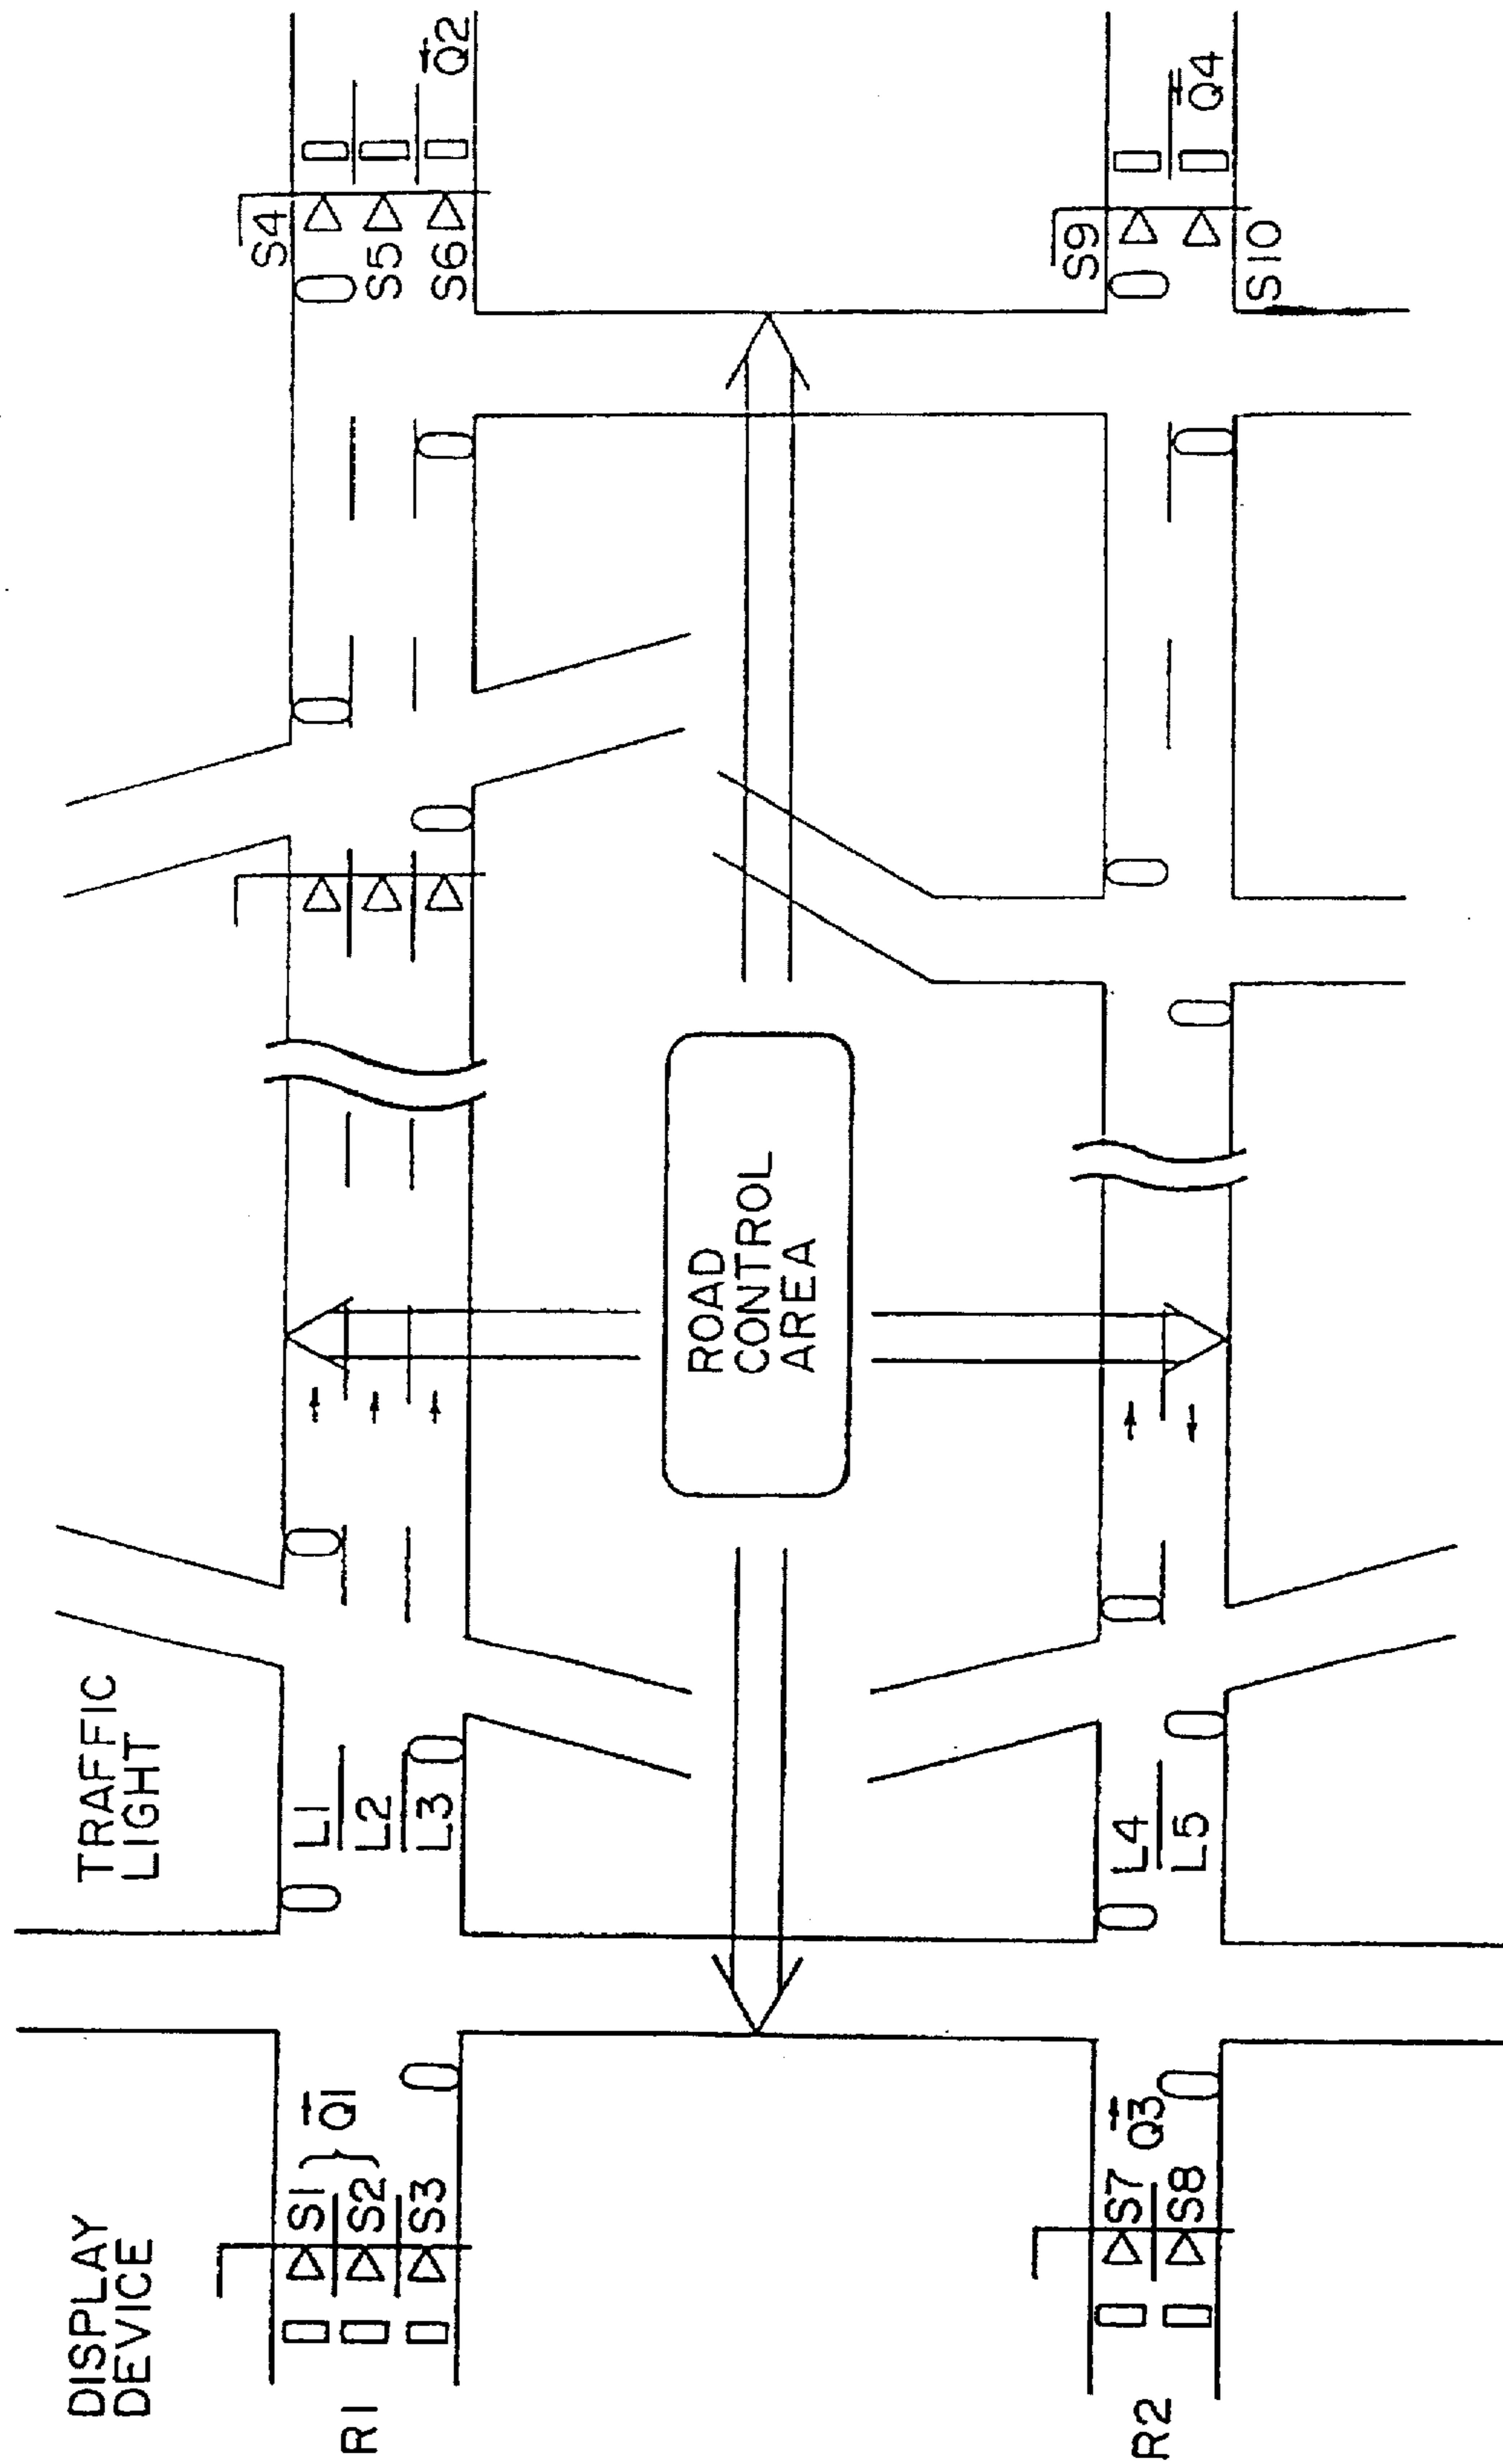 DISPLAY
DEVICE
TRAFFIC
LIGHT
R1
S1
S2
S3
Q1
L1
L2
L3
S4
S5
S6
Q2
ROAD
CONTROL
AREA
R2
S7
S8
Q3
L4
L5
S9
S10
Q4